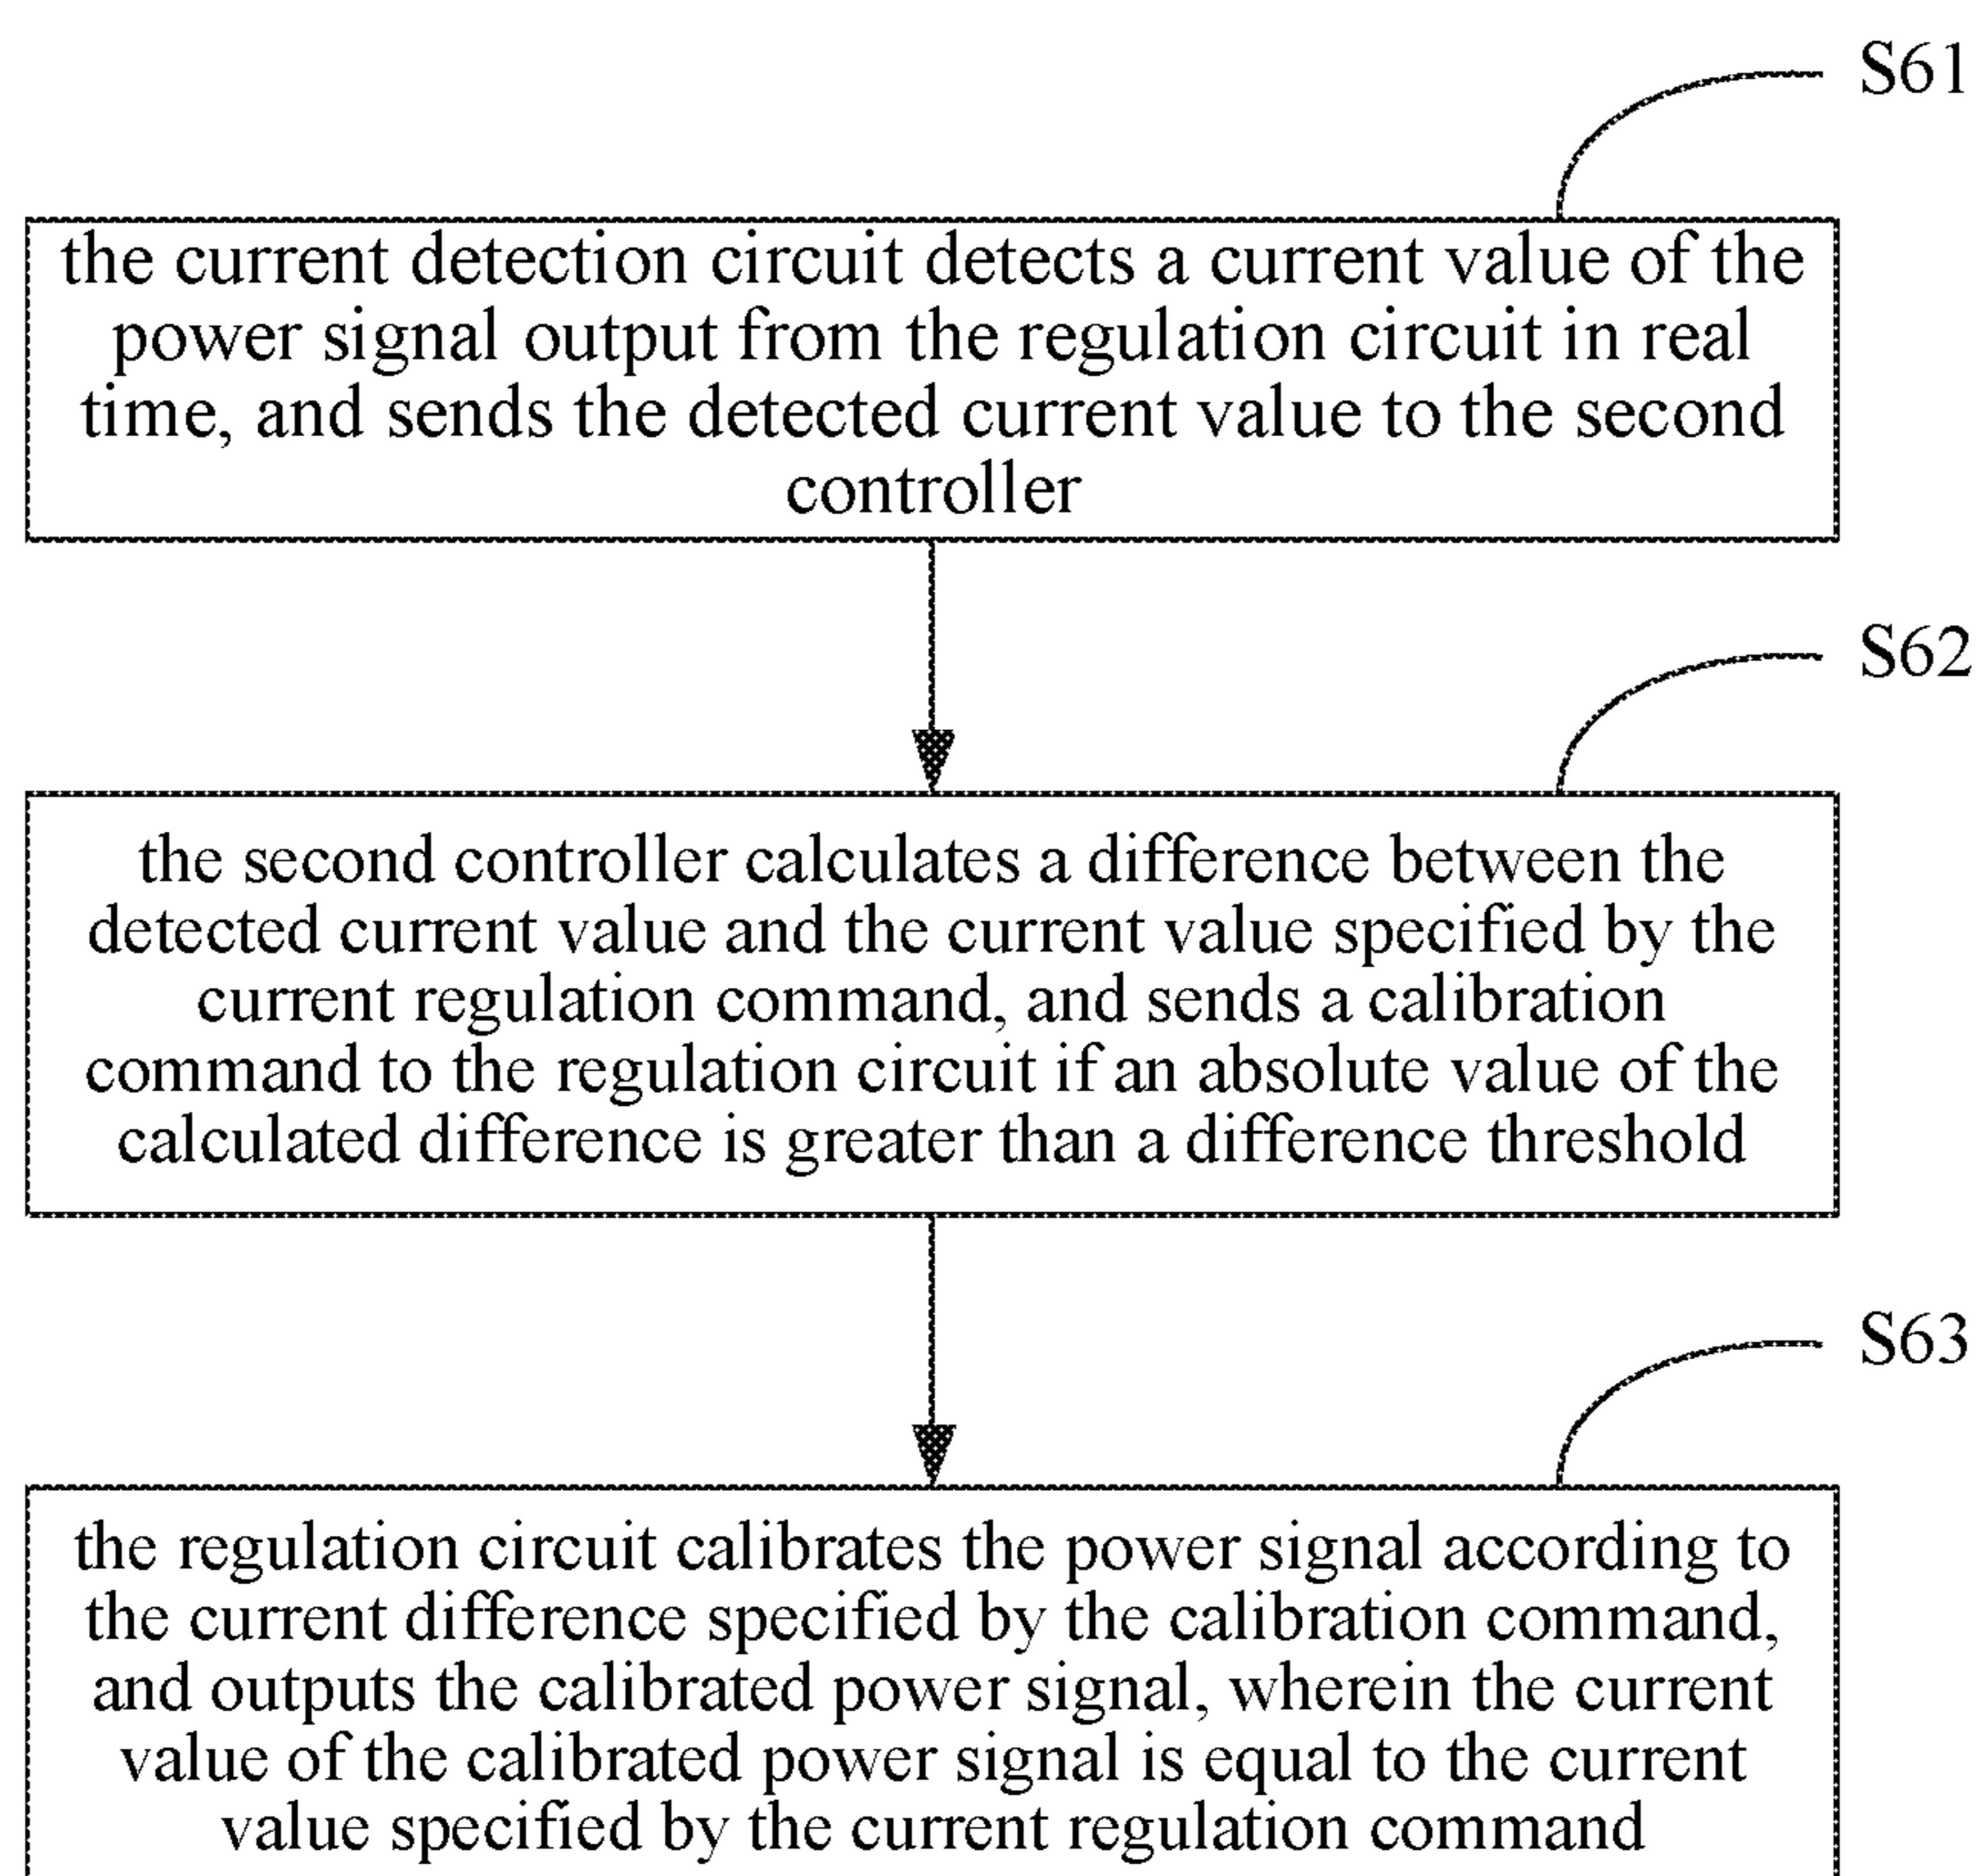 S61
the current detection circuit detects a current value of the
power signal output from the regulation circuit in real
time, and sends the detected current value to the second
controller
S62
the second controller calculates a difference between the
detected current value and the current value specified by the
current regulation command, and sends a calibration
command to the regulation circuit if an absolute value of the
calculated difference is greater than a difference threshold
S63
the regulation circuit calibrates the power signal according to
the current difference specified by the calibration command,
and outputs the calibrated power signal, wherein the current
value of the calibrated power signal is equal to the current
value specified by the current regulation command